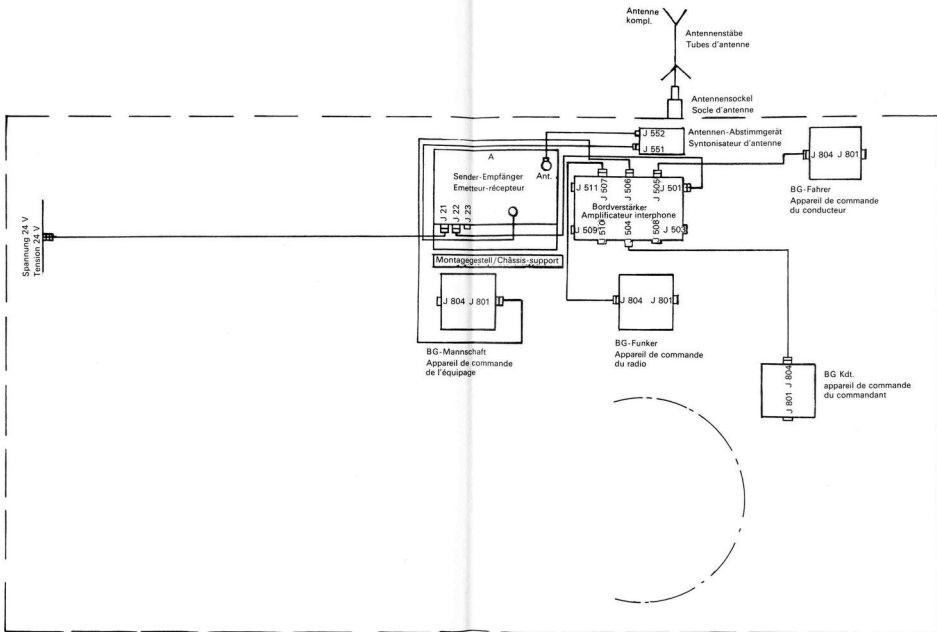 Antenne
kompl.
Antennenstäbe
Tubes d'antenne
Antennensockel
Socle d'antenne
Antennen-Abstimmgerät
Syntonisateur d'antenne
J 552
J 551
J 804 J 801
BG-Fahrer
Appareil de commande
du conducteur
A
Sender-Empfänger
Emetteur-récepteur
Ant.
J 21
J 22
J 23
Montagegestell/Châssis-support
J 511
J 507
J 506
J 505
J 501
Bordverstärker
Amplificateur interphone
J 509
510
504
508
J 503
Spannung 24 V
Tension 24 V
J 804 J 801
BG-Mannschaft
Appareil de commande
de l'équipage
J 804 J 801
BG-Funker
Appareil de commande
du radio
J 804
J 801
BG Kdt.
appareil de commande
du commandant